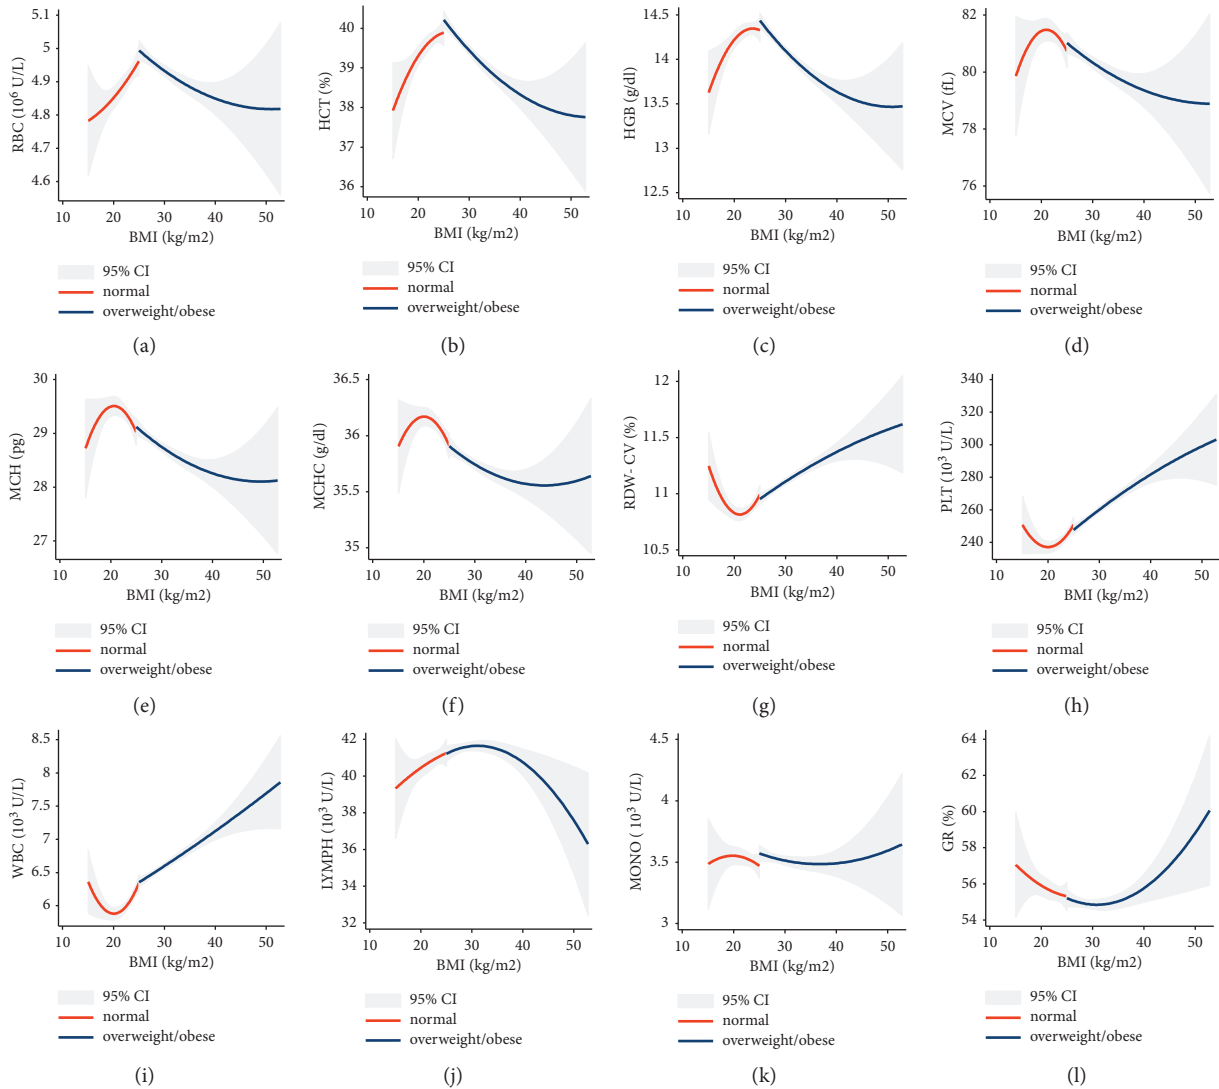 5.1
5
4.9
4.8
4.7
4.6
RBC (10⁶ U/L)
10 20 30 40 50
BMI (kg/m2)
95% CI
normal
overweight/obese
(a)
40
39
38
37
36
HCT (%)
10 20 30 40 50
BMI (kg/m2)
95% CI
normal
overweight/obese
(b)
14.5
14
13.5
13
12.5
HGB (g/dl)
10 20 30 40 50
BMI (kg/m2)
95% CI
normal
overweight/obese
(c)
82
80
78
76
MCV (fL)
10 20 30 40 50
BMI (kg/m2)
95% CI
normal
overweight/obese
(d)
30
29
28
27
MCH (pg)
10 20 30 40 50
BMI (kg/m2)
95% CI
normal
overweight/obese
(e)
36.5
36
35.5
35
MCHC (g/dl)
10 20 30 40 50
BMI (kg/m2)
95% CI
normal
overweight/obese
(f)
12
11.5
11
10.5
RDW- CV (%)
10 20 30 40 50
BMI (kg/m2)
95% CI
normal
overweight/obese
(g)
340
320
300
280
260
240
PLT (10³ U/L)
10 20 30 40 50
BMI (kg/m2)
95% CI
normal
overweight/obese
(h)
8.5
8
7.5
7
6.5
6
WBC (10³ U/L)
10 20 30 40 50
BMI (kg/m2)
95% CI
normal
overweight/obese
(i)
42
40
38
36
34
32
LYMPH (10³ U/L)
10 20 30 40 50
BMI (kg/m2)
95% CI
normal
overweight/obese
(j)
4.5
4
3.5
3
MONO ( 10³ U/L)
10 20 30 40 50
BMI (kg/m2)
95% CI
normal
overweight/obese
(k)
64
62
60
58
56
54
GR (%)
10 20 30 40 50
BMI (kg/m2)
95% CI
normal
overweight/obese
(l)